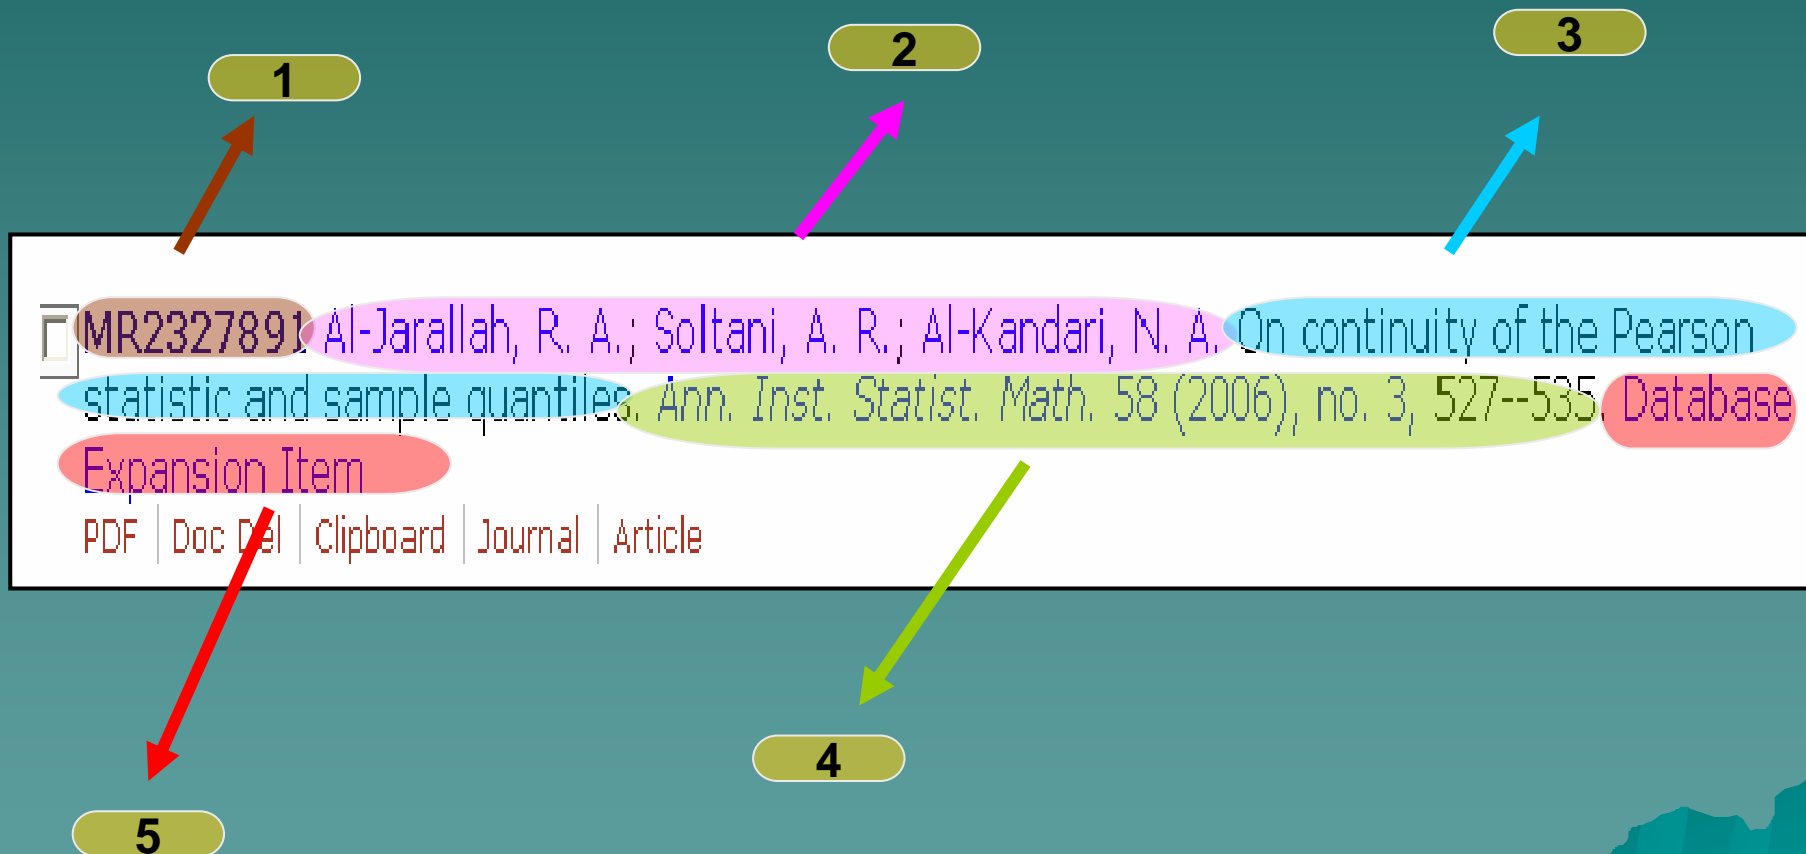 1
2
3
MR2327891 Al-Jarallah, R. A.; Soltani, A. R.; Al-Kandari, N. A. On continuity of the Pearson
statistic and sample quantiles. Ann. Inst. Statist. Math. 58 (2006), no. 3, 527--535. Database
Expansion Item
PDF Doc Del Clipboard Journal Article
4
5